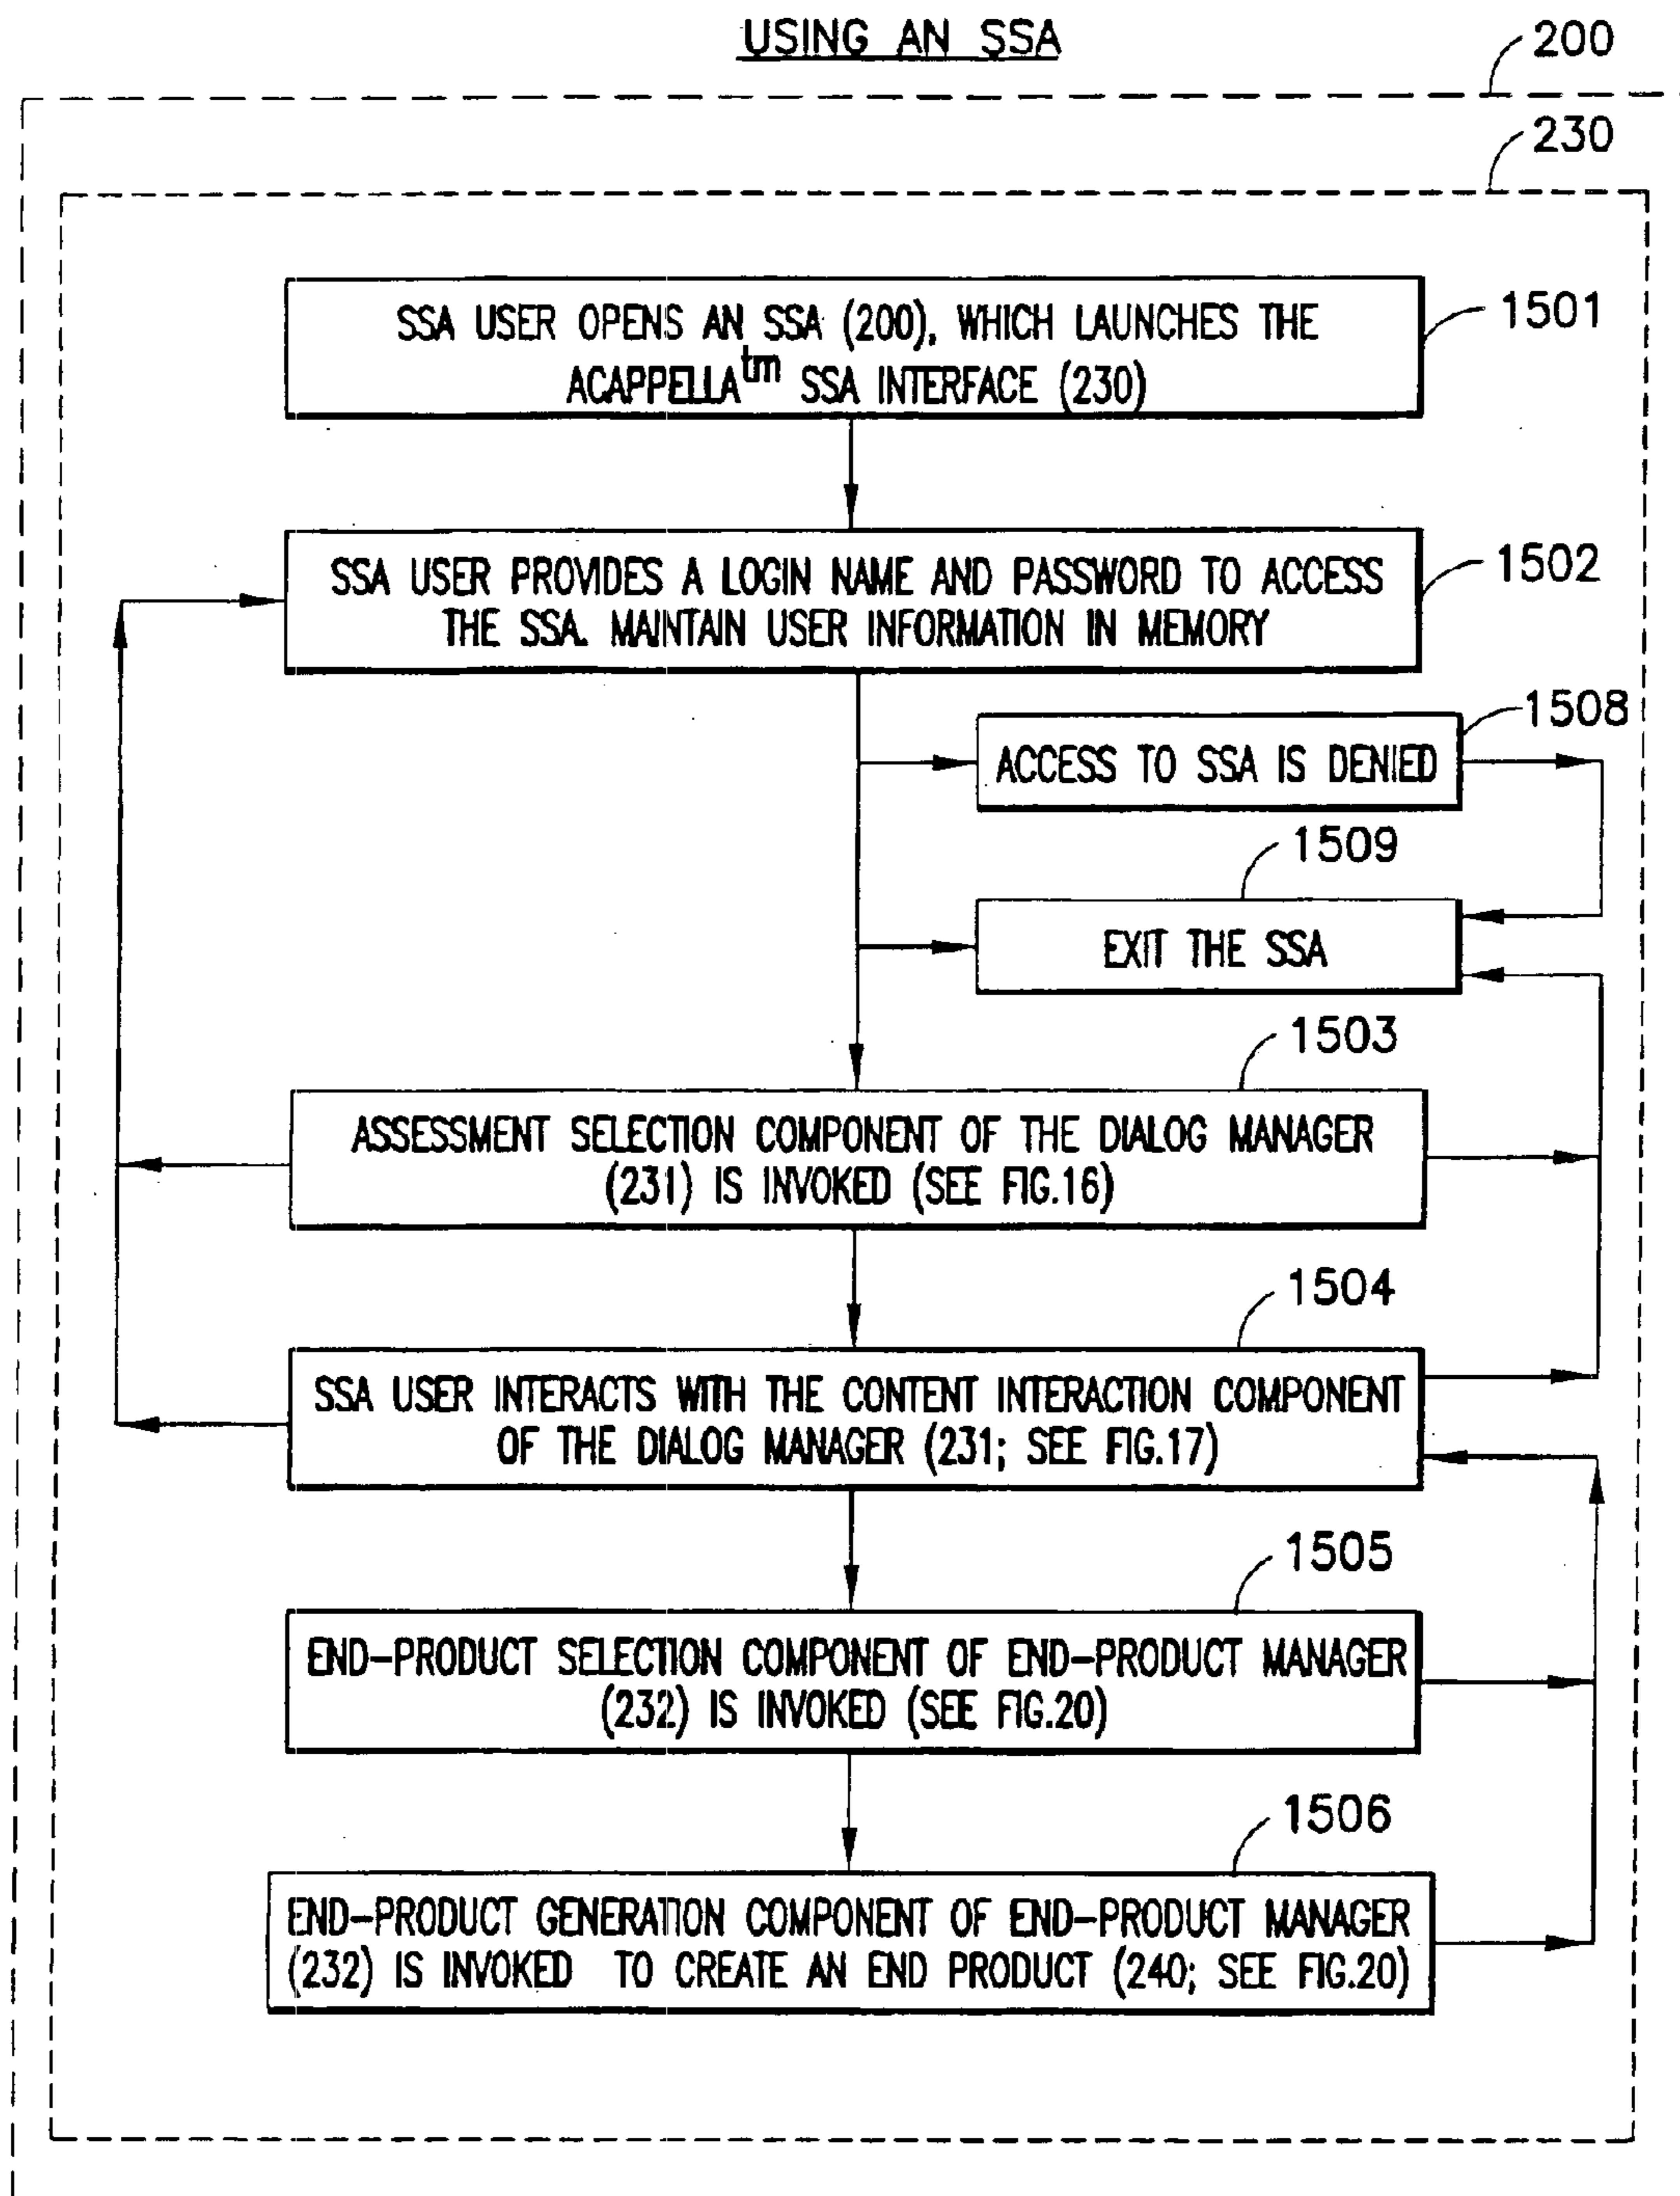 USING AN SSA
200
230
SSA USER OPENS AN SSA (200), WHICH LAUNCHES THE
ACAPPELLA™ SSA INTERFACE (230)
1501
SSA USER PROVIDES A LOGIN NAME AND PASSWORD TO ACCESS
THE SSA. MAINTAIN USER INFORMATION IN MEMORY
1502
ACCESS TO SSA IS DENIED
1508
EXIT THE SSA
1509
ASSESSMENT SELECTION COMPONENT OF THE DIALOG MANAGER
(231) IS INVOKED (SEE FIG.16)
1503
SSA USER INTERACTS WITH THE CONTENT INTERACTION COMPONENT
OF THE DIALOG MANAGER (231; SEE FIG.17)
1504
END-PRODUCT SELECTION COMPONENT OF END-PRODUCT MANAGER
(232) IS INVOKED (SEE FIG.20)
1505
END-PRODUCT GENERATION COMPONENT OF END-PRODUCT MANAGER
(232) IS INVOKED TO CREATE AN END PRODUCT (240; SEE FIG.20)
1506